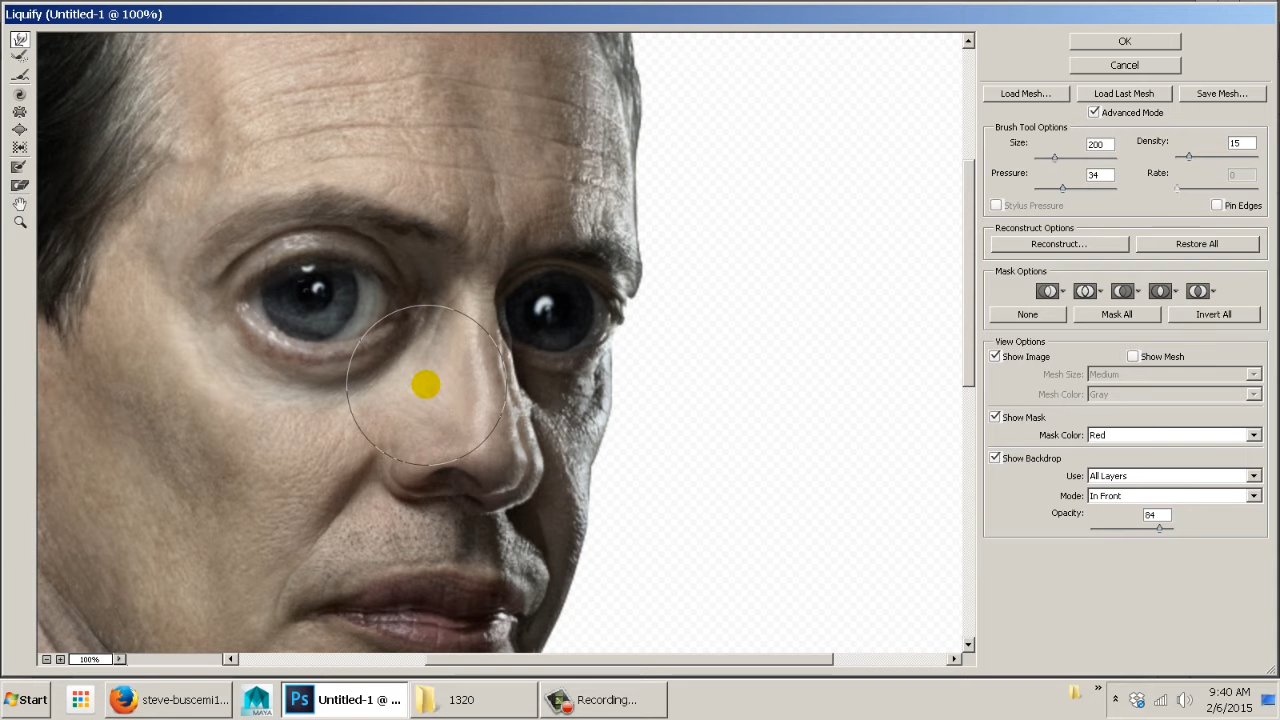 Liquify (Untitled-1 @ 100%)
OK
Cancel
Load Mesh...
Load Last Mesh
Save Mesh...
Advanced Mode
Brush Tool Options
Size: 200
Density: 15
Pressure: 34
Rate: 0
Stylus Pressure
Pin Edges
Reconstruct Options
Reconstruct...
Restore All
Mask Options
None
Mask All
Invert All
View Options
Show Image
Show Mesh
Mesh Size: Medium
Mesh Color: Gray
Show Mask
Mask Color: Red
Show Backdrop
Use: All Layers
Mode: In Front
Opacity: 84
100%
Start
steve-buscemi1...
MAYA
Ps
Untitled-1 @ ...
1320
Recording...
9:40 AM
2/6/2015